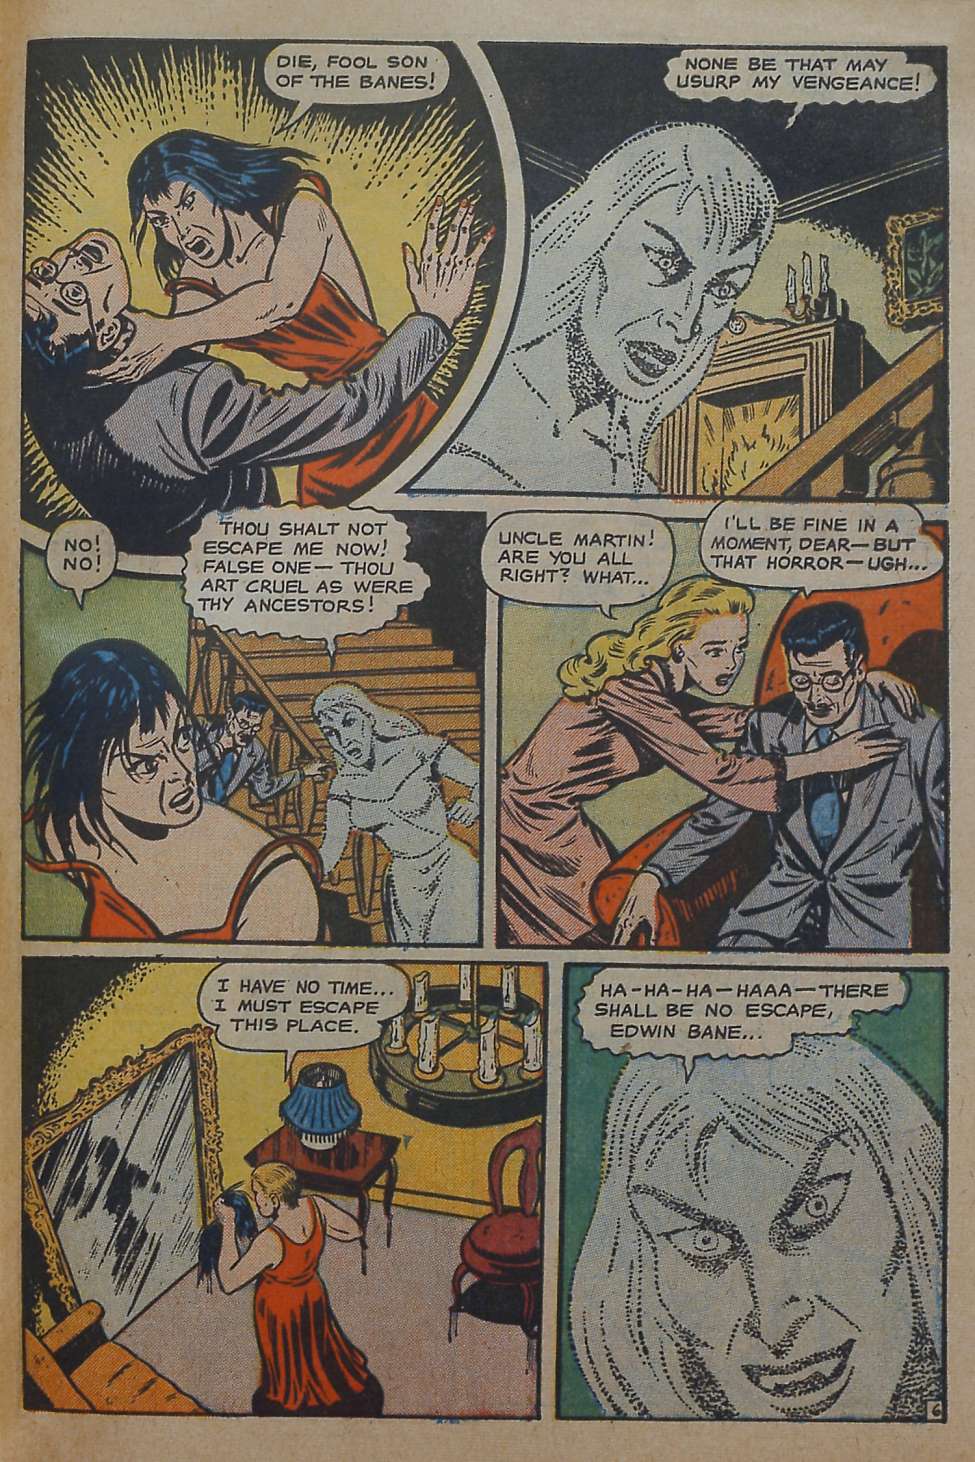 DIE, FOOL SON
OF THE BANES!
NONE BE THAT MAY
USURP MY VENGEANCE!
NO!
NO!
THOU SHALT NOT
ESCAPE ME NOW!
FALSE ONE—THOU
ART CRUEL AS WERE
THY ANCESTORS!
UNCLE MARTIN!
ARE YOU ALL
RIGHT? WHAT...
I'LL BE FINE IN A
MOMENT, DEAR—BUT
THAT HORROR—UGH...
I HAVE NO TIME...
I MUST ESCAPE
THIS PLACE.
HA-HA-HA-HAAA—THERE
SHALL BE NO ESCAPE,
EDWIN BANE...
6